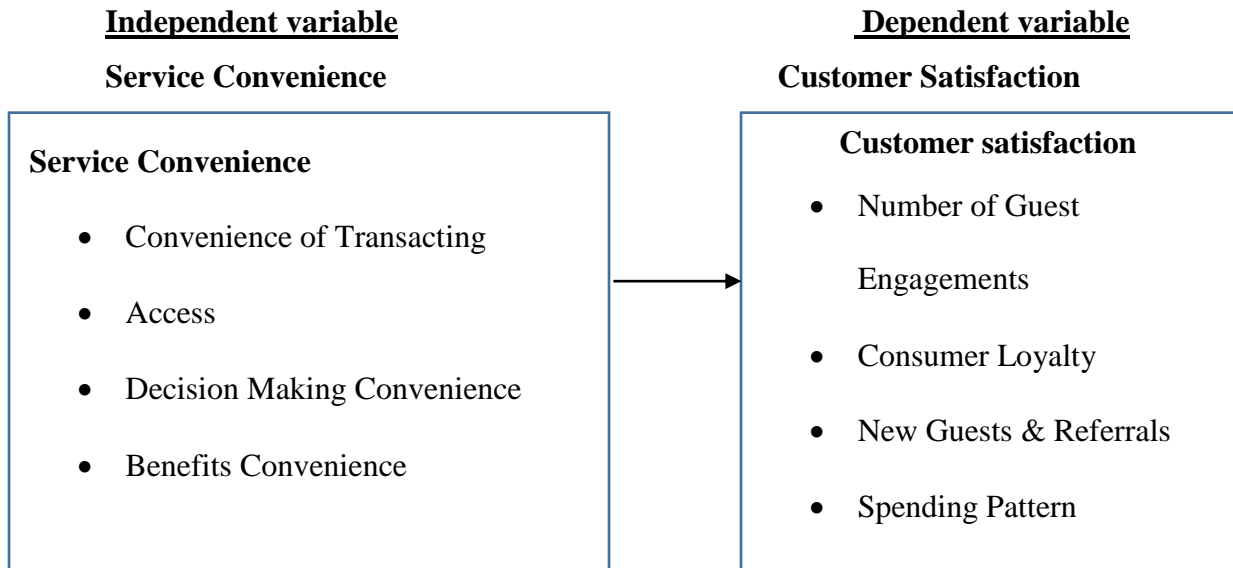 Independent variable
Service Convenience
Service Convenience
• Convenience of Transacting
• Access
• Decision Making Convenience
• Benefits Convenience
Dependent variable
Customer Satisfaction
Customer satisfaction
• Number of Guest
Engagements
• Consumer Loyalty
• New Guests & Referrals
• Spending Pattern